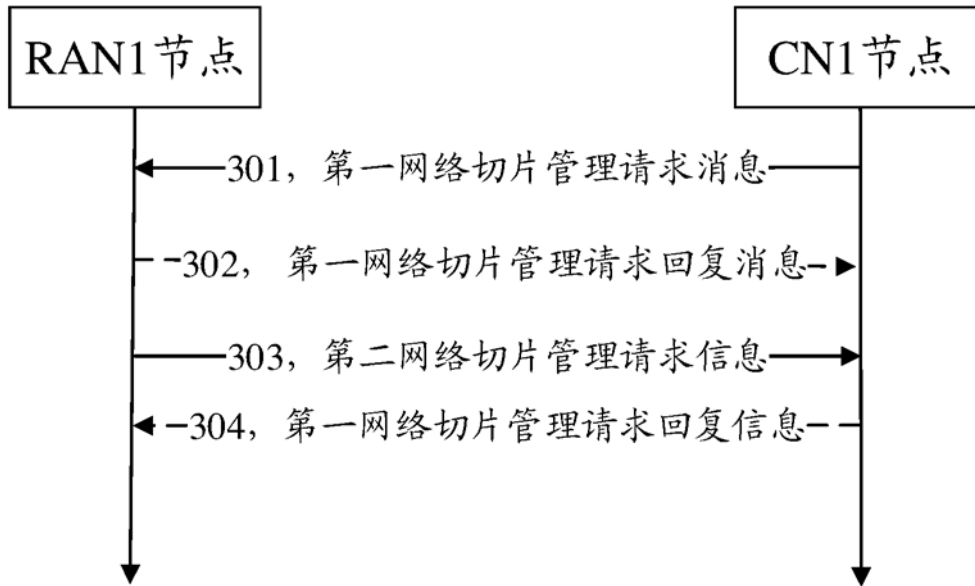 RAN1节点
CN1节点
301，第一网络切片管理请求消息
302， 第一网络切片管理请求回复消息
303，第二网络切片管理请求信息
304，第一网络切片管理请求回复信息